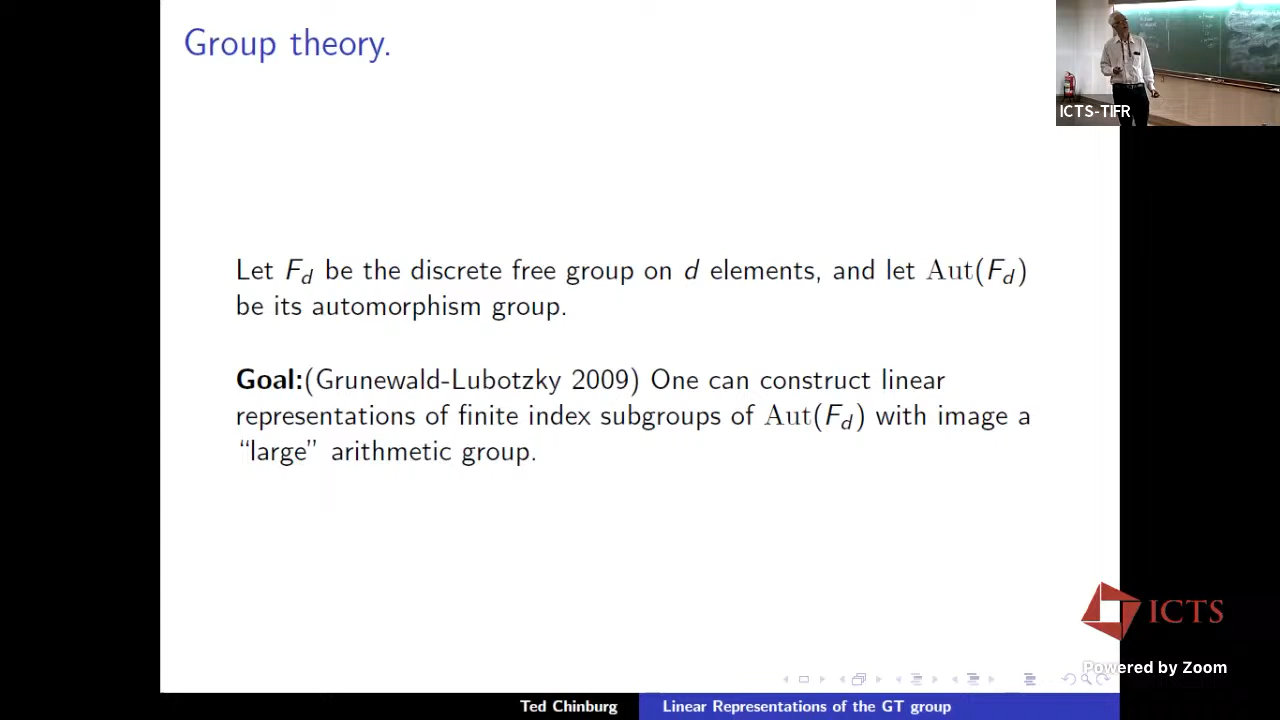 Group theory.
ICTS-TIFR
Let F_d be the discrete free group on d elements, and let Aut(F_d)
be its automorphism group.
Goal:(Grunewald-Lubotzky 2009) One can construct linear
representations of finite index subgroups of Aut(F_d) with image a
“large” arithmetic group.
ICTS
Powered by Zoom
Ted Chinburg
Linear Representations of the GT group